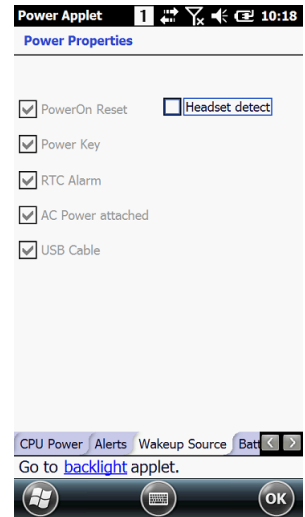 Power Applet 1 10:18
Power Properties
PowerOn Reset Headset detect
Power Key
RTC Alarm
AC Power attached
USB Cable
CPU Power Alerts Wakeup Source Batt
Go to backlight applet.
OK